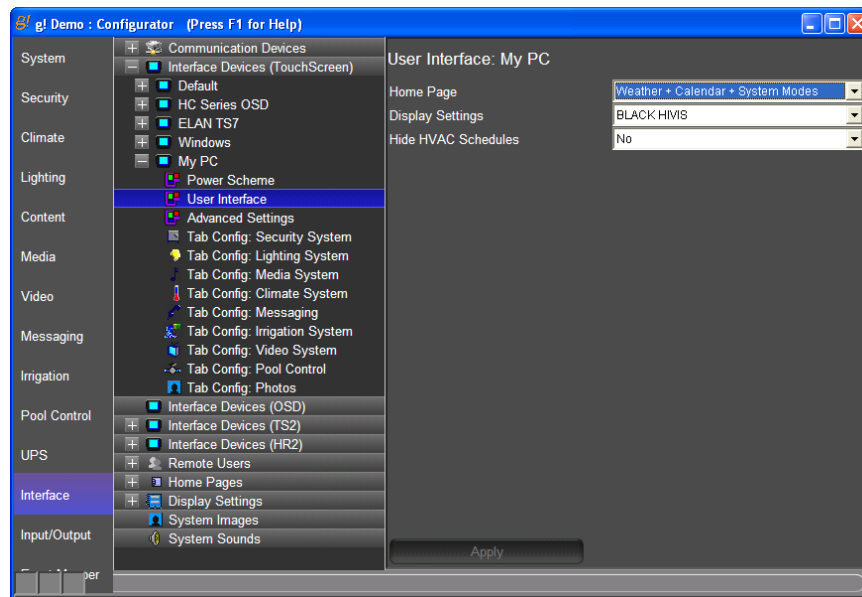 g! g! Demo : Configurator (Press F1 for Help)
System
Security
Climate
Lighting
Content
Media
Video
Messaging
Irrigation
Pool Control
UPS
Interface
Input/Output
Communication Devices
Interface Devices (TouchScreen)
Default
HC Series OSD
ELAN TS7
Windows
My PC
Power Scheme
User Interface
Advanced Settings
Tab Config: Security System
Tab Config: Lighting System
Tab Config: Media System
Tab Config: Climate System
Tab Config: Messaging
Tab Config: Irrigation System
Tab Config: Video System
Tab Config: Pool Control
Tab Config: Photos
Interface Devices (OSD)
Interface Devices (TS2)
Interface Devices (HR2)
Remote Users
Home Pages
Display Settings
System Images
System Sounds
User Interface: My PC
Home Page Weather + Calendar + System Modes
Display Settings BLACK HIVIS
Hide HVAC Schedules No
Apply